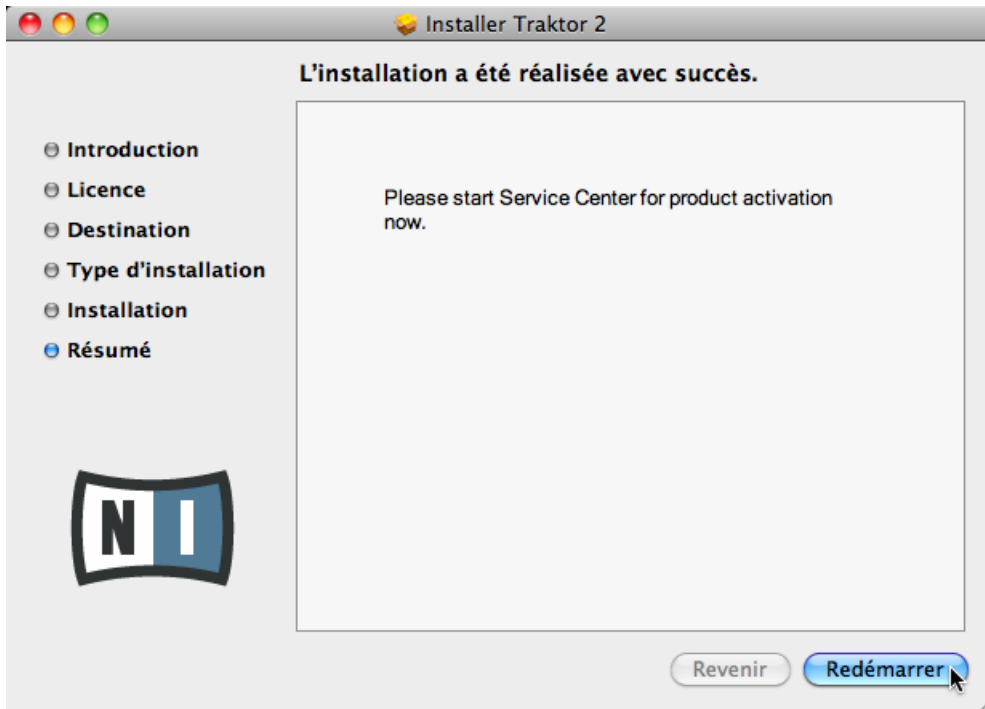 Installer Traktor 2
L'installation a été réalisée avec succès.
Introduction
Licence
Destination
Type d'installation
Installation
Résumé
Please start Service Center for product activation
now.
NI
Revenir
Redémarrer